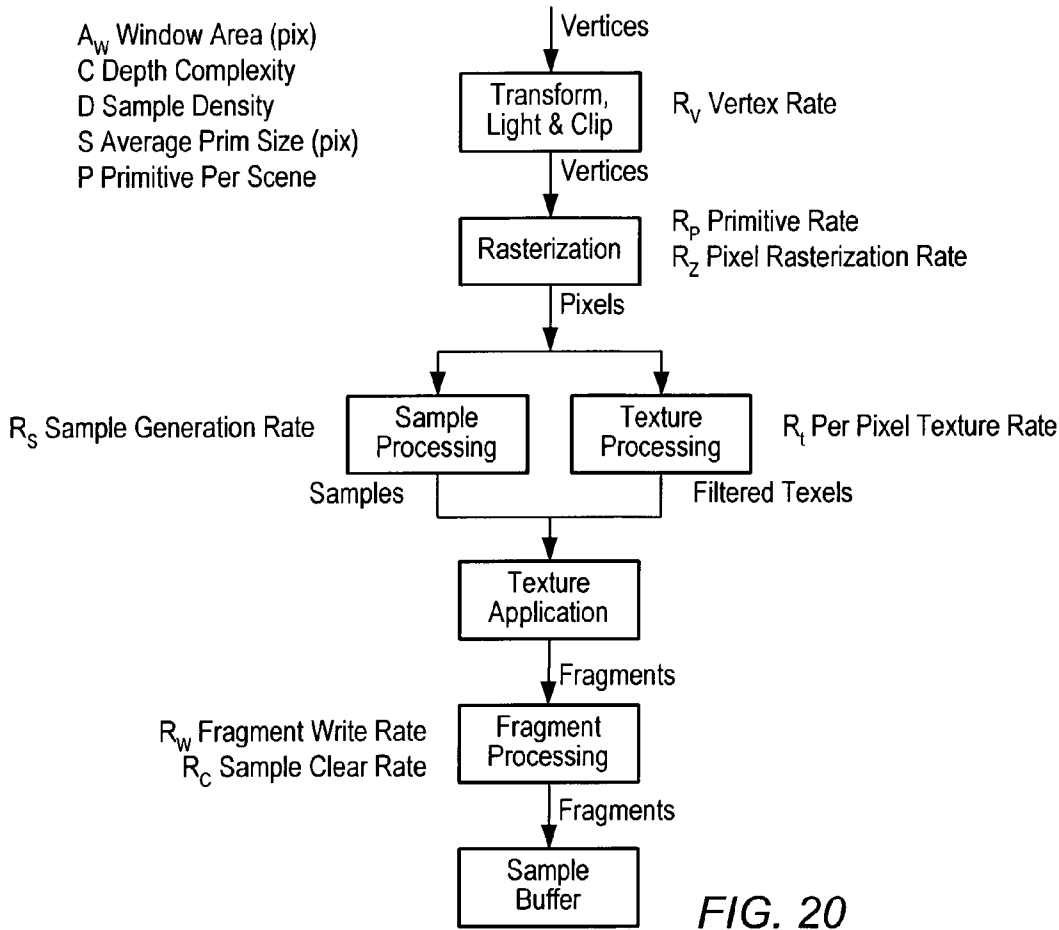 A_W Window Area (pix)
C Depth Complexity
D Sample Density
S Average Prim Size (pix)
P Primitive Per Scene
Vertices
Transform,
Light & Clip
R_V Vertex Rate
Vertices
Rasterization
R_P Primitive Rate
R_Z Pixel Rasterization Rate
Pixels
R_S Sample Generation Rate
Sample
Processing
Texture
Processing
R_t Per Pixel Texture Rate
Samples
Filtered Texels
Texture
Application
Fragments
R_W Fragment Write Rate
R_C Sample Clear Rate
Fragment
Processing
Fragments
Sample
Buffer
FIG. 20